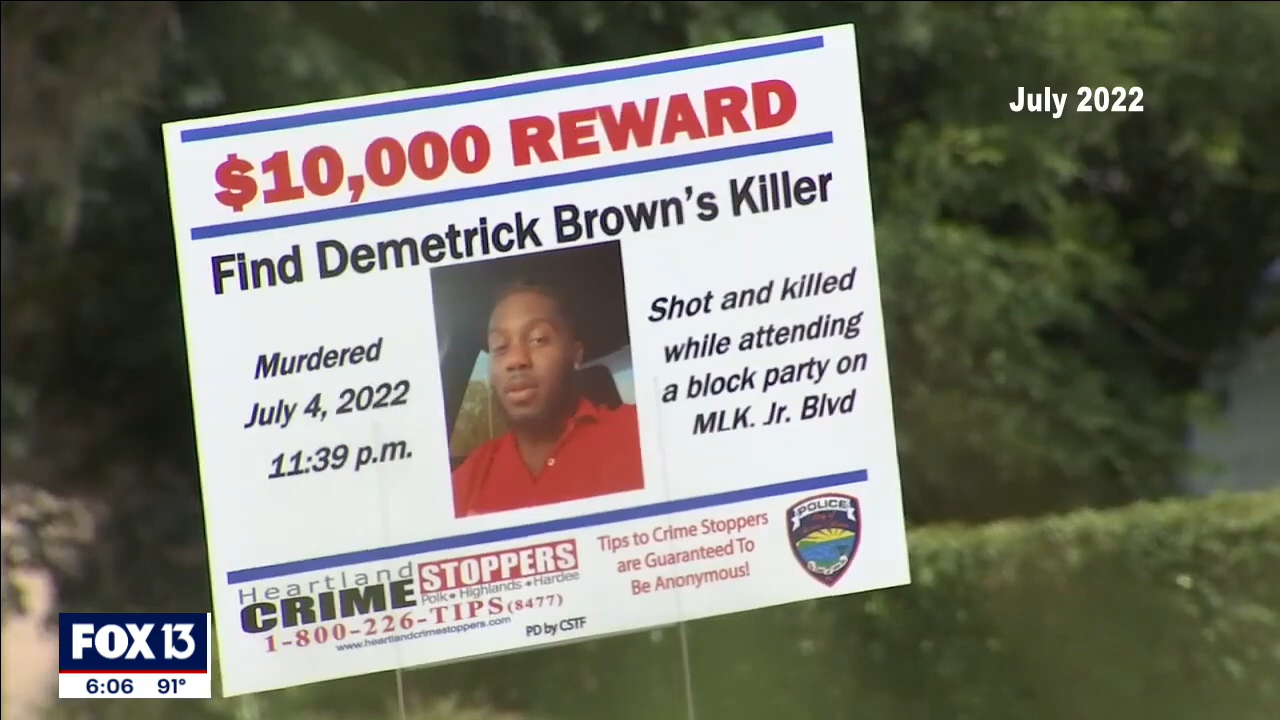 July 2022
$10,000 REWARD
Find Demetrick Brown's Killer
Murdered
July 4, 2022
11:39 p.m.
Shot and killed
while attending
a block party on
MLK. Jr. Blvd
Heartland
CRIME STOPPERS
Polk • Highlands • Hardee
1-800-226-TIPS (8477)
www.heartlandcrimestoppers.com
PD by CSTF
Tips to Crime Stoppers
are Guaranteed To
Be Anonymous!
POLICE
FOX 13
6:06 91°